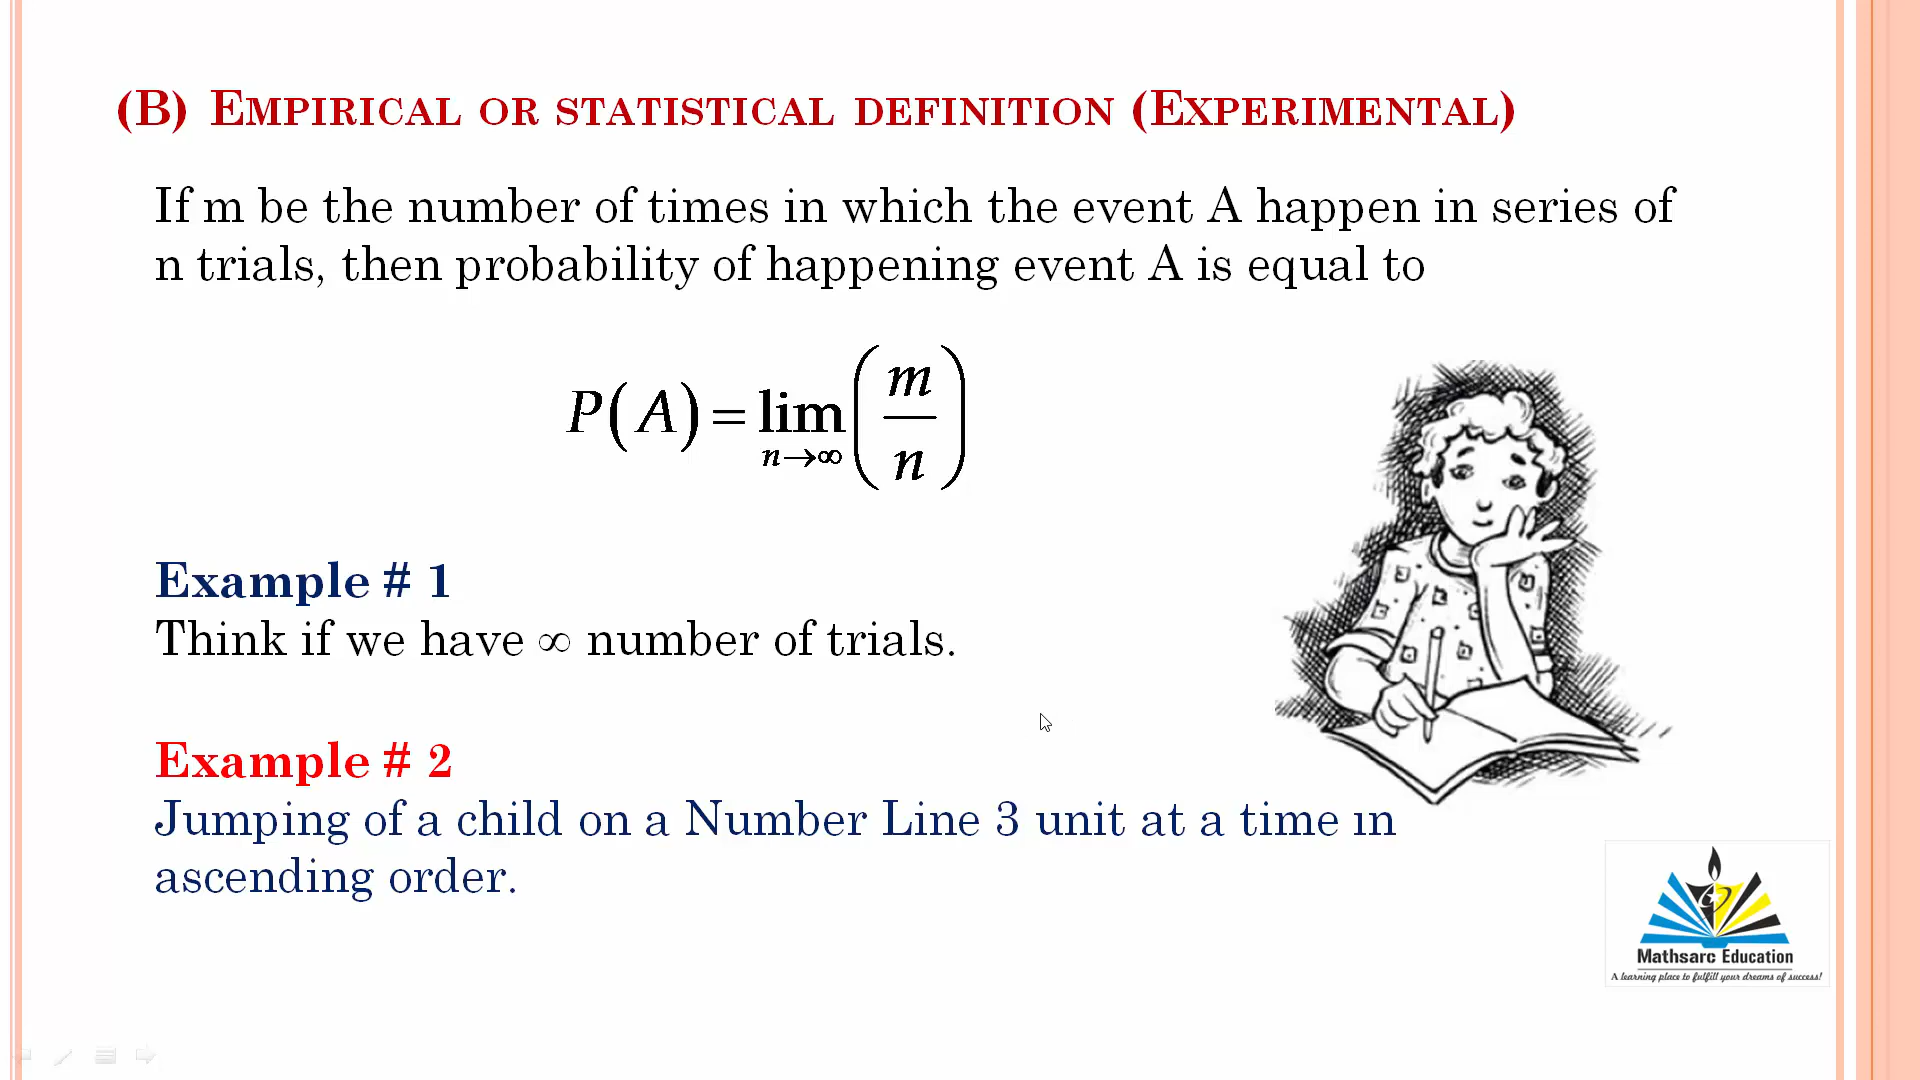 (B) EMPIRICAL OR STATISTICAL DEFINITION (EXPERIMENTAL)
If m be the number of times in which the event A happen in series of
n trials, then probability of happening event A is equal to
P(A) = lim n→∞ (m/n)
Example # 1
Think if we have ∞ number of trials.
Example # 2
Jumping of a child on a Number Line 3 unit at a time in
ascending order.
Mathsarc Education
A learning place to fulfill your dreams of success!